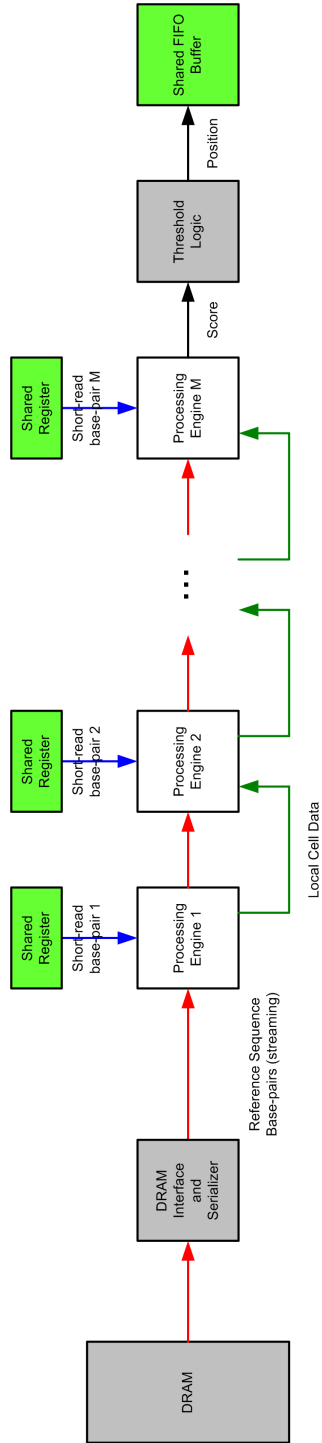 DRAM
DRAM
Interface
and
Serializer
Reference Sequence
Base-pairs (streaming)
Shared
Register
Short-read
base-pair 1
Processing
Engine 1
Local Cell Data
Shared
Register
Short-read
base-pair 2
Processing
Engine 2
...
Shared
Register
Short-read
base-pair M
Processing
Engine M
Score
Threshold
Logic
Position
Shared FIFO
Buffer